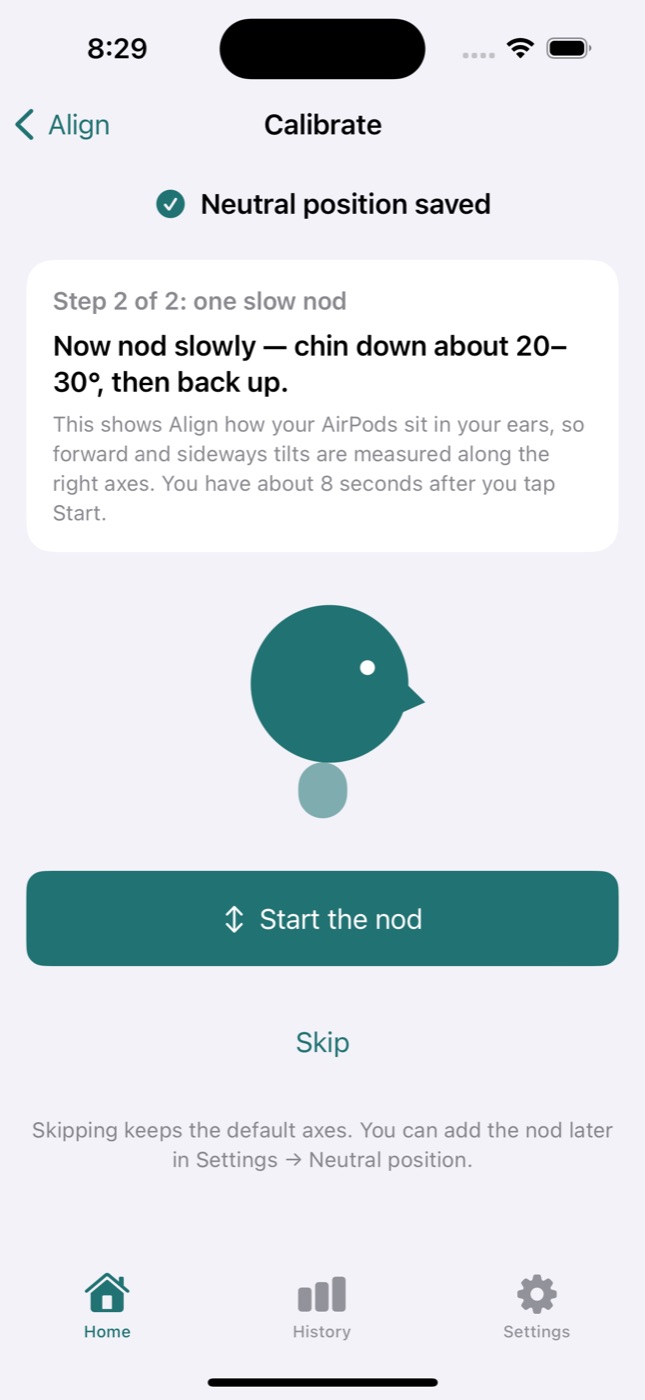 8:29
Align
Calibrate
Neutral position saved
Step 2 of 2: one slow nod
Now nod slowly — chin down about 20–
30°, then back up.
This shows Align how your AirPods sit in your ears, so
forward and sideways tilts are measured along the
right axes. You have about 8 seconds after you tap
Start.
Start the nod
Skip
Skipping keeps the default axes. You can add the nod later
in Settings → Neutral position.
Home
History
Settings